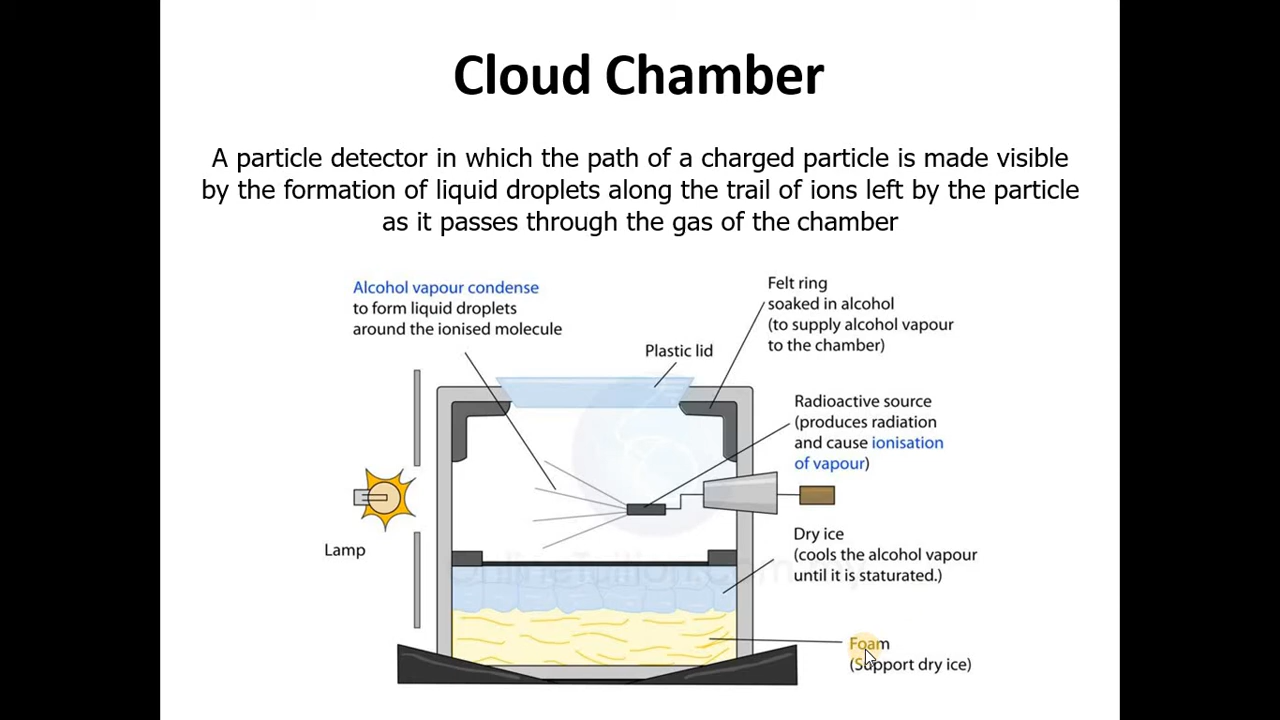 Cloud Chamber
A particle detector in which the path of a charged particle is made visible
by the formation of liquid droplets along the trail of ions left by the particle
as it passes through the gas of the chamber
Alcohol vapour condense
to form liquid droplets
around the ionised molecule
Felt ring
soaked in alcohol
(to supply alcohol vapour
to the chamber)
Plastic lid
Radioactive source
(produces radiation
and cause ionisation
of vapour)
Lamp
Dry ice
(cools the alcohol vapour
until it is staturated.)
onlineTuition.com.my
Foam
(Support dry ice)